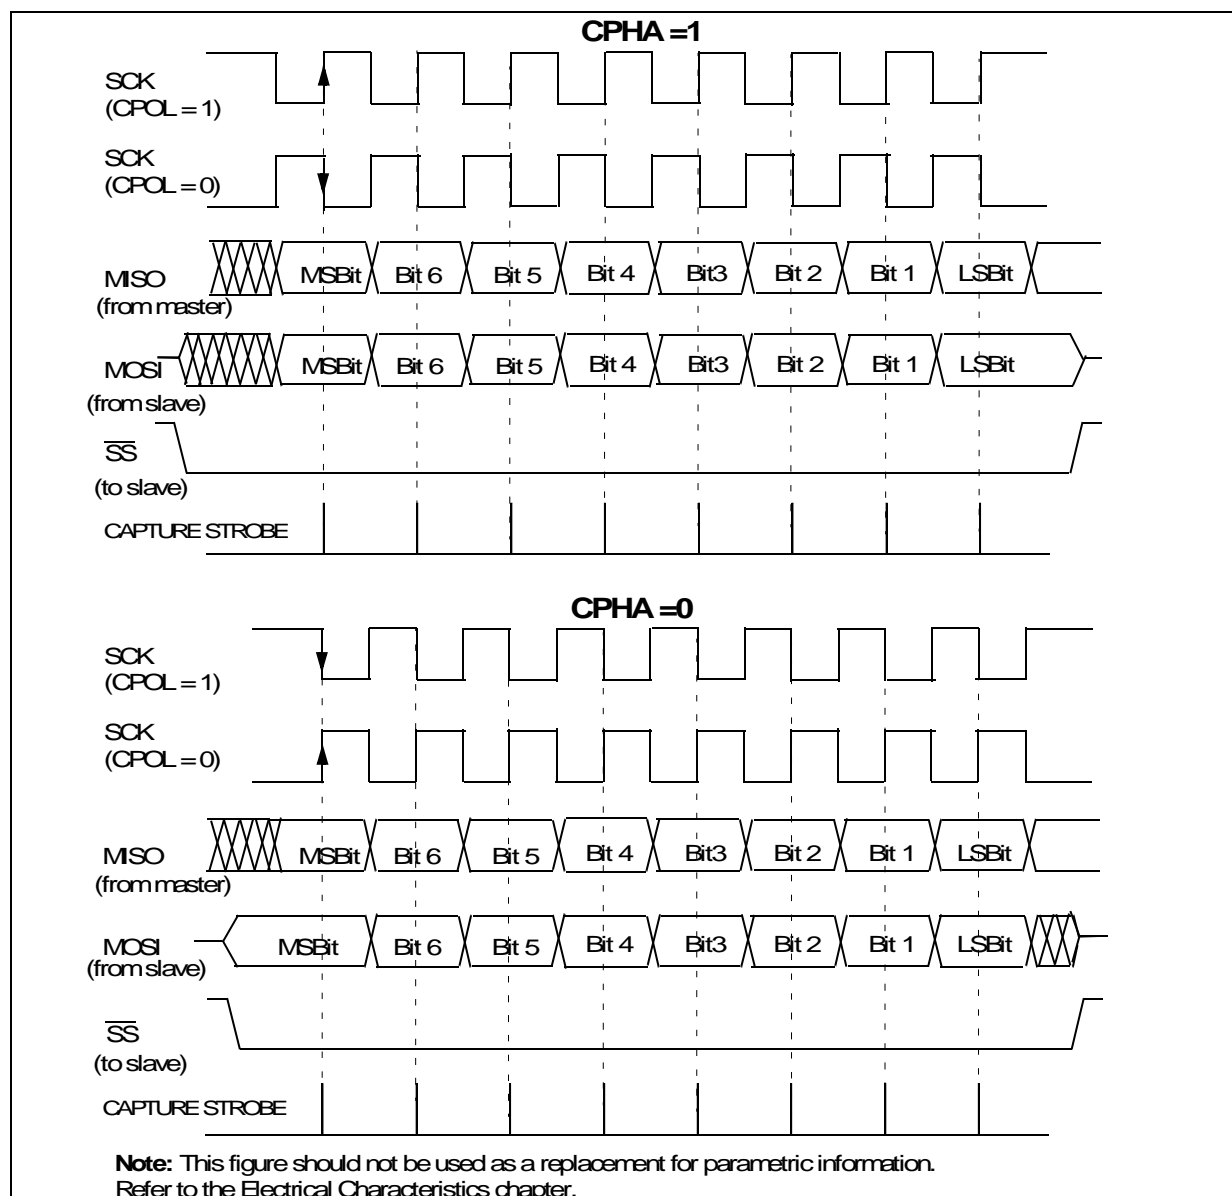 CPHA =1
SCK
(CPOL = 1)
SCK
(CPOL = 0)
MISO
(from master)
MSBit Bit 6 Bit 5 Bit 4 Bit3 Bit 2 Bit 1 LSBit
MOSI
(from slave)
MSBit Bit 6 Bit 5 Bit 4 Bit3 Bit 2 Bit 1 LSBit
SS
(to slave)
CAPTURE STROBE
CPHA =0
SCK
(CPOL = 1)
SCK
(CPOL = 0)
MISO
(from master)
MSBit Bit 6 Bit 5 Bit 4 Bit3 Bit 2 Bit 1 LSBit
MOSI
(from slave)
MSBit Bit 6 Bit 5 Bit 4 Bit3 Bit 2 Bit 1 LSBit
SS
(to slave)
CAPTURE STROBE
Note: This figure should not be used as a replacement for parametric information.
Refer to the Electrical Characteristics chapter.